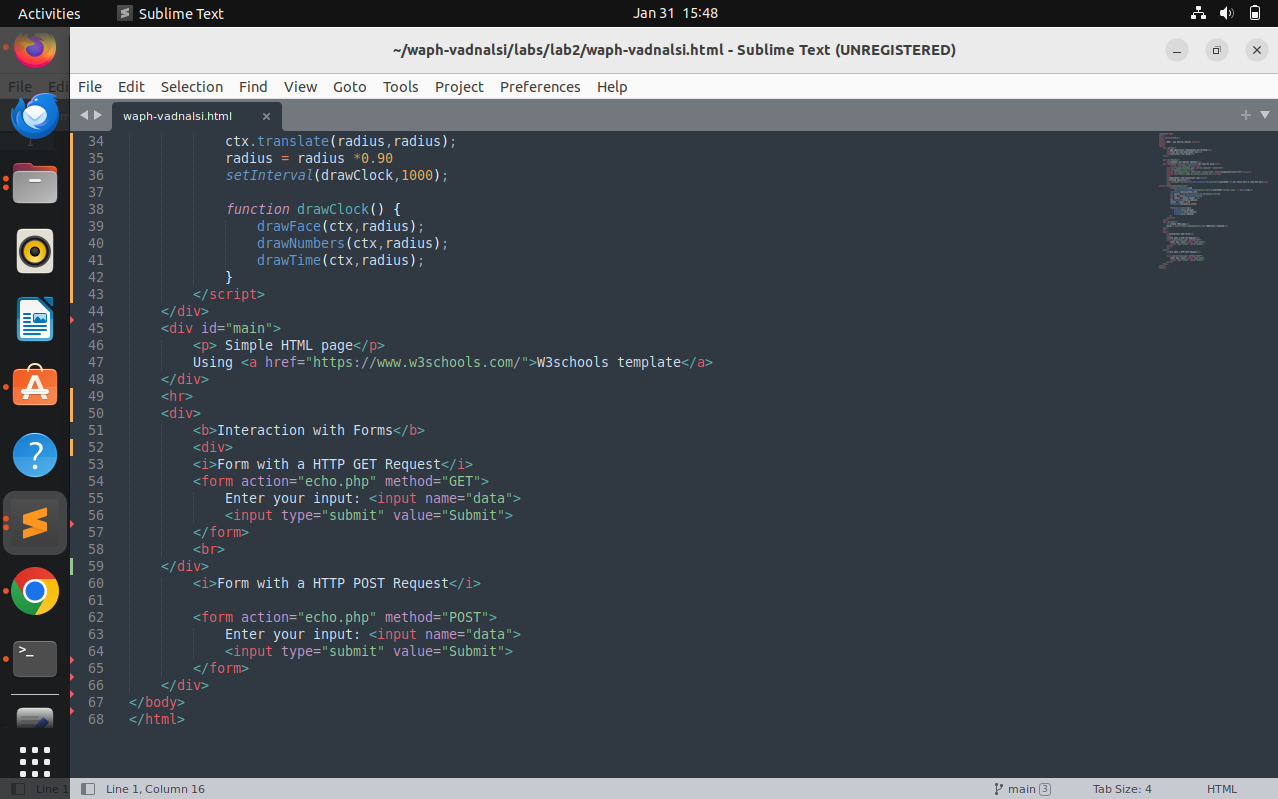 Activities Sublime Text Jan 31 15:48
~/waph-vadnalsi/labs/lab2/waph-vadnalsi.html - Sublime Text (UNREGISTERED)
File Edi File Edit Selection Find View Goto Tools Project Preferences Help
waph-vadnalsi.html ×
34 ctx.translate(radius,radius);
35 radius = radius *0.90
36 setInterval(drawClock,1000);
37
38 function drawClock() {
39 drawFace(ctx,radius);
40 drawNumbers(ctx,radius);
41 drawTime(ctx,radius);
42 }
43 </script>
44 </div>
45 <div id="main">
46 <p> Simple HTML page</p>
47 Using <a href="https://www.w3schools.com/">W3schools template</a>
48 </div>
49 <hr>
50 <div>
51 <b>Interaction with Forms</b>
52 <div>
53 <i>Form with a HTTP GET Request</i>
54 <form action="echo.php" method="GET">
55 Enter your input: <input name="data">
56 <input type="submit" value="Submit">
57 </form>
58 <br>
59 </div>
60 <i>Form with a HTTP POST Request</i>
61
62 <form action="echo.php" method="POST">
63 Enter your input: <input name="data">
64 <input type="submit" value="Submit">
65 </form>
66 </div>
67 </body>
68 </html>
Line 1 Line 1, Column 16 main 3 Tab Size: 4 HTML